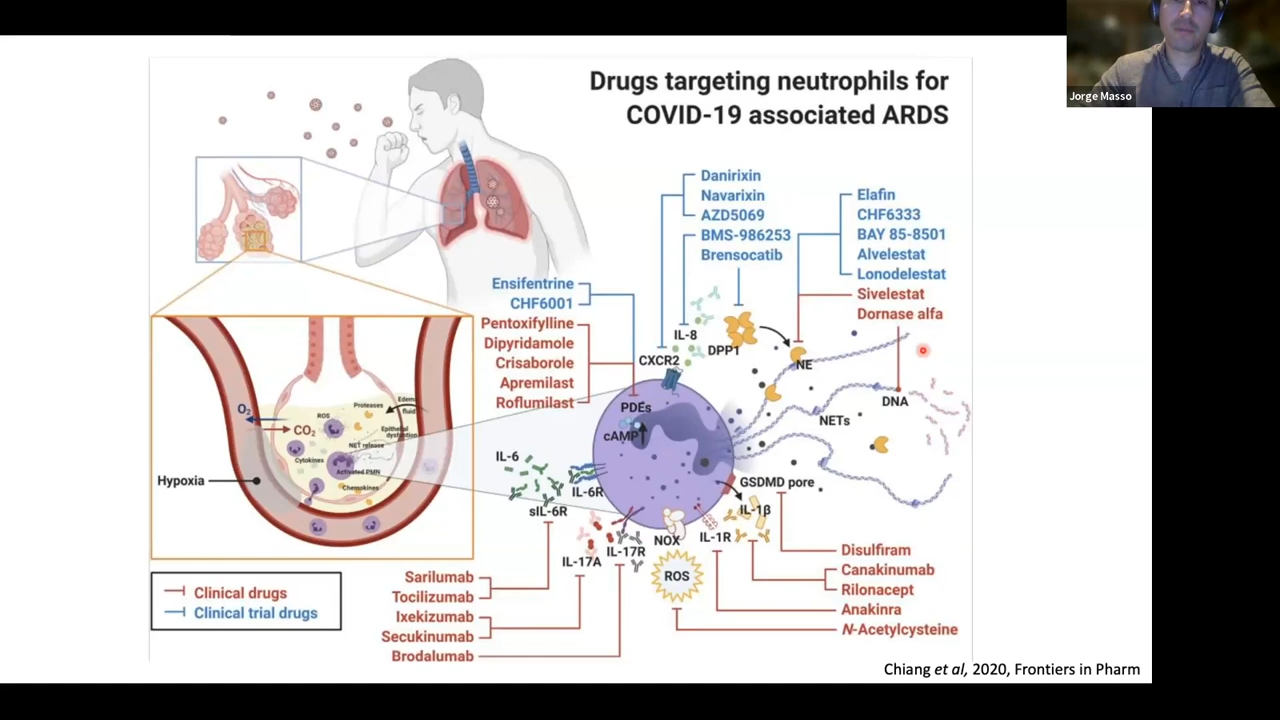 Jorge Masso
Drugs targeting neutrophils for
COVID-19 associated ARDS
Danirixin
Navarixin
AZD5069
BMS-986253
Brensocatib
Elafin
CHF6333
BAY 85-8501
Alvelestat
Lonodelestat
Sivelestat
Dornase alfa
Ensifentrine
CHF6001
Pentoxifylline
Dipyridamole
Crisaborole
Apremilast
Roflumilast
IL-8
CXCR2
DPP1
NE
PDEs
cAMP
DNA
NETs
O2
CO2
ROS
Proteases
Edema
fluid
Epithelial
dysfunction
NET release
Cytokines
Activated PMN
Chemokines
Hypoxia
IL-6
IL-6R
sIL-6R
GSDMD pore
IL-1β
IL-17A
IL-17R
NOX
IL-1R
ROS
Clinical drugs
Clinical trial drugs
Sarilumab
Tocilizumab
Ixekizumab
Secukinumab
Brodalumab
Disulfiram
Canakinumab
Rilonacept
Anakinra
N-Acetylcysteine
Chiang et al, 2020, Frontiers in Pharm